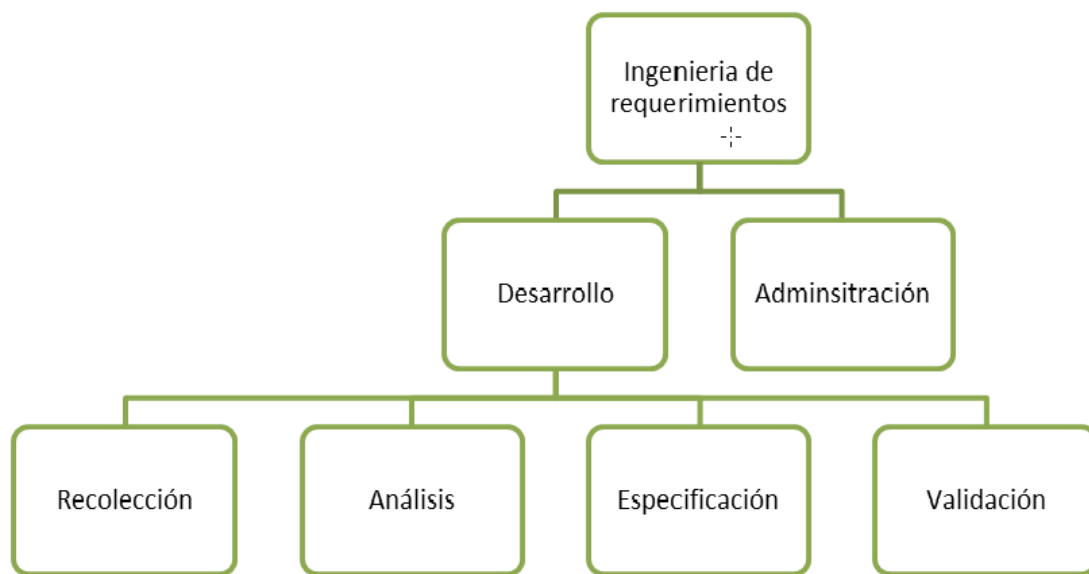 Ingenieria de
requerimientos
Desarrollo
Adminsitración
Recolección
Análisis
Especificación
Validación